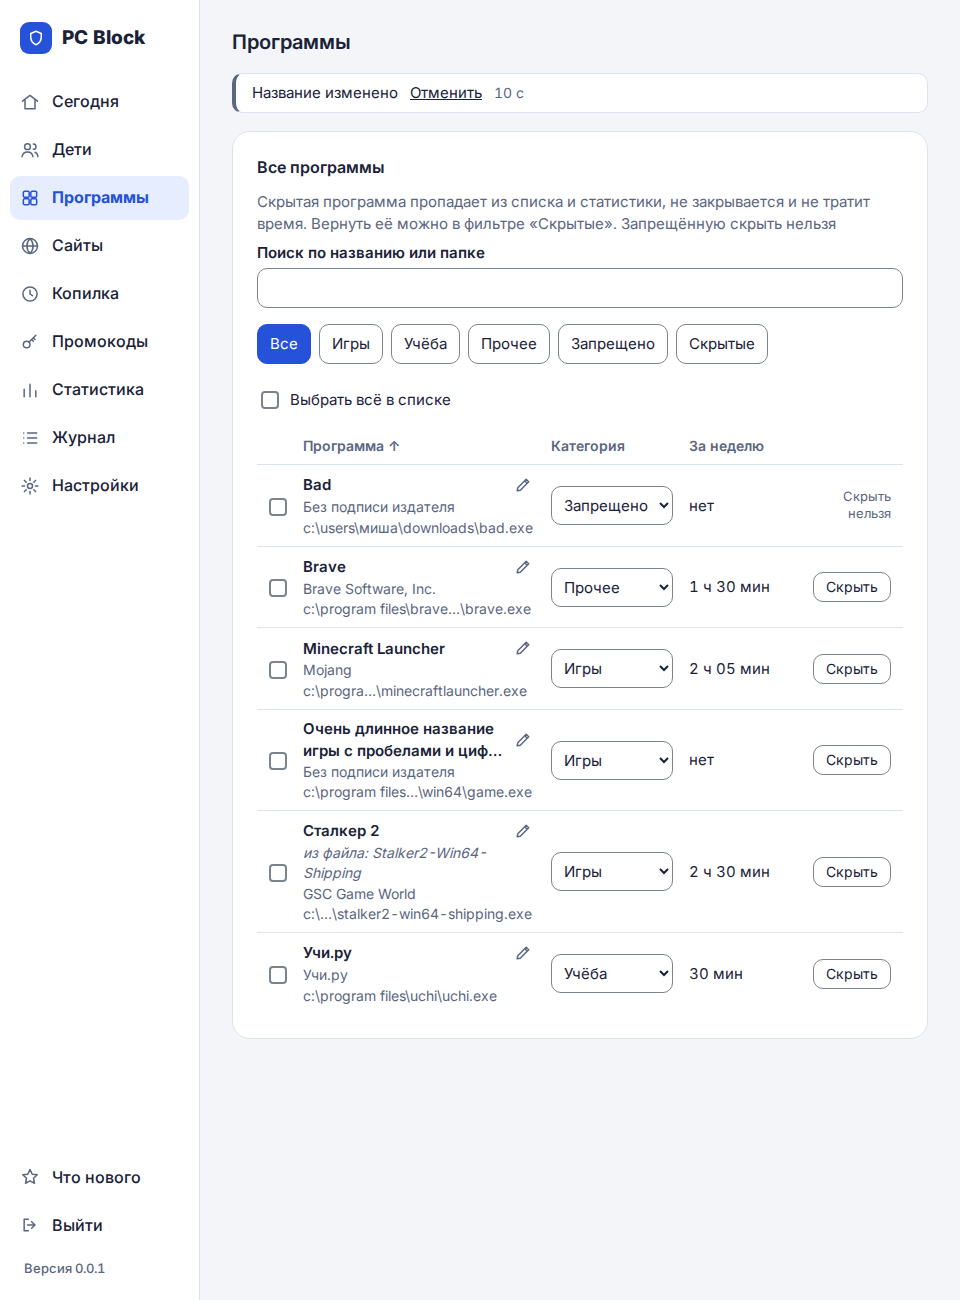 PC Block
Сегодня
Дети
Программы
Сайты
Копилка
Промокоды
Статистика
Журнал
Настройки
Что нового
Выйти
Версия 0.0.1
Программы
Название изменено Отменить 10 с
Все программы
Скрытая программа пропадает из списка и статистики, не закрывается и не тратит
время. Вернуть её можно в фильтре «Скрытые». Запрещённую скрыть нельзя
Поиск по названию или папке
Все Игры Учёба Прочее Запрещено Скрытые
Выбрать всё в списке
Программа ↑ Категория За неделю
Bad
Без подписи издателя
c:\users\миша\downloads\bad.exe
Запрещено нет
Скрыть
нельзя
Brave
Brave Software, Inc.
c:\program files\brave...\brave.exe
Прочее 1 ч 30 мин Скрыть
Minecraft Launcher
Mojang
c:\progra...\minecraftlauncher.exe
Игры 2 ч 05 мин Скрыть
Очень длинное название
игры с пробелами и циф...
Без подписи издателя
c:\program files...\win64\game.exe
Игры нет Скрыть
Сталкер 2
из файла: Stalker2-Win64-
Shipping
GSC Game World
c:\...\stalker2-win64-shipping.exe
Игры 2 ч 30 мин Скрыть
Учи.ру
Учи.ру
c:\program files\uchi\uchi.exe
Учёба 30 мин Скрыть